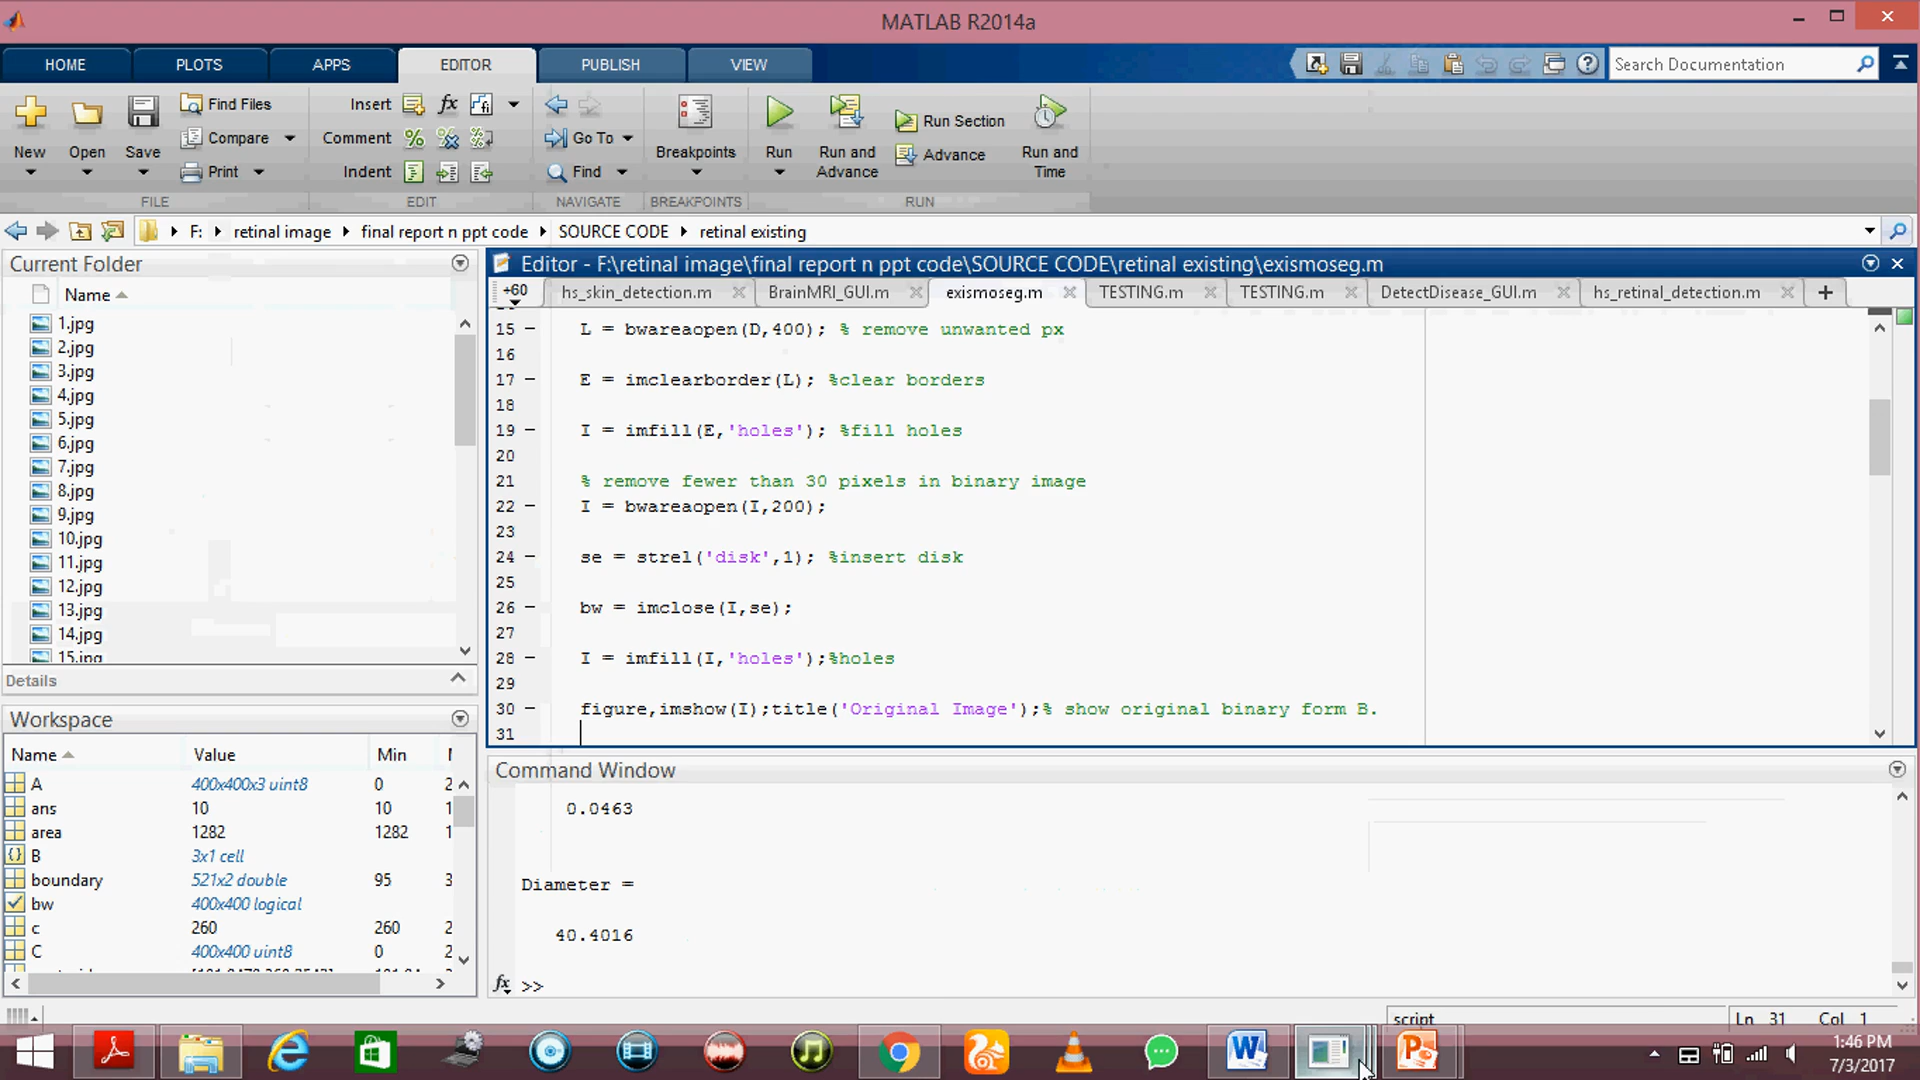 MATLAB R2014a
HOME PLOTS APPS EDITOR PUBLISH VIEW
Search Documentation
New Open Save
Find Files
Compare
Print
FILE
Insert fx
Comment
Indent
EDIT
Go To
Find
NAVIGATE
Breakpoints
BREAKPOINTS
Run
Run and Advance
Run Section
Advance
Run and Time
RUN
F: retinal image final report n ppt code SOURCE CODE retinal existing
Current Folder
Name
1.jpg
2.jpg
3.jpg
4.jpg
5.jpg
6.jpg
7.jpg
8.jpg
9.jpg
10.jpg
11.jpg
12.jpg
13.jpg
14.jpg
15.jpg
Details
Workspace
Name Value Min
A 400x400x3 uint8 0 2
ans 10 10 1
area 1282 1282 1
B 3x1 cell
boundary 521x2 double 95 3
bw 400x400 logical
c 260 260 2
C 400x400 uint8 0 2
Editor - F:\retinal image\final report n ppt code\SOURCE CODE\retinal existing\exismoseg.m
+60 hs_skin_detection.m BrainMRI_GUI.m exismoseg.m TESTING.m TESTING.m DetectDisease_GUI.m hs_retinal_detection.m +
15 - L = bwareaopen(D,400); % remove unwanted px
16
17 - E = imclearborder(L); %clear borders
18
19 - I = imfill(E,'holes'); %fill holes
20
21 % remove fewer than 30 pixels in binary image
22 - I = bwareaopen(I,200);
23
24 - se = strel('disk',1); %insert disk
25
26 - bw = imclose(I,se);
27
28 - I = imfill(I,'holes');%holes
29
30 - figure,imshow(I);title('Original Image');% show original binary form B.
31
Command Window
0.0463
Diameter =
40.4016
fx >>
script Ln 31 Col 1
1:46 PM
7/3/2017